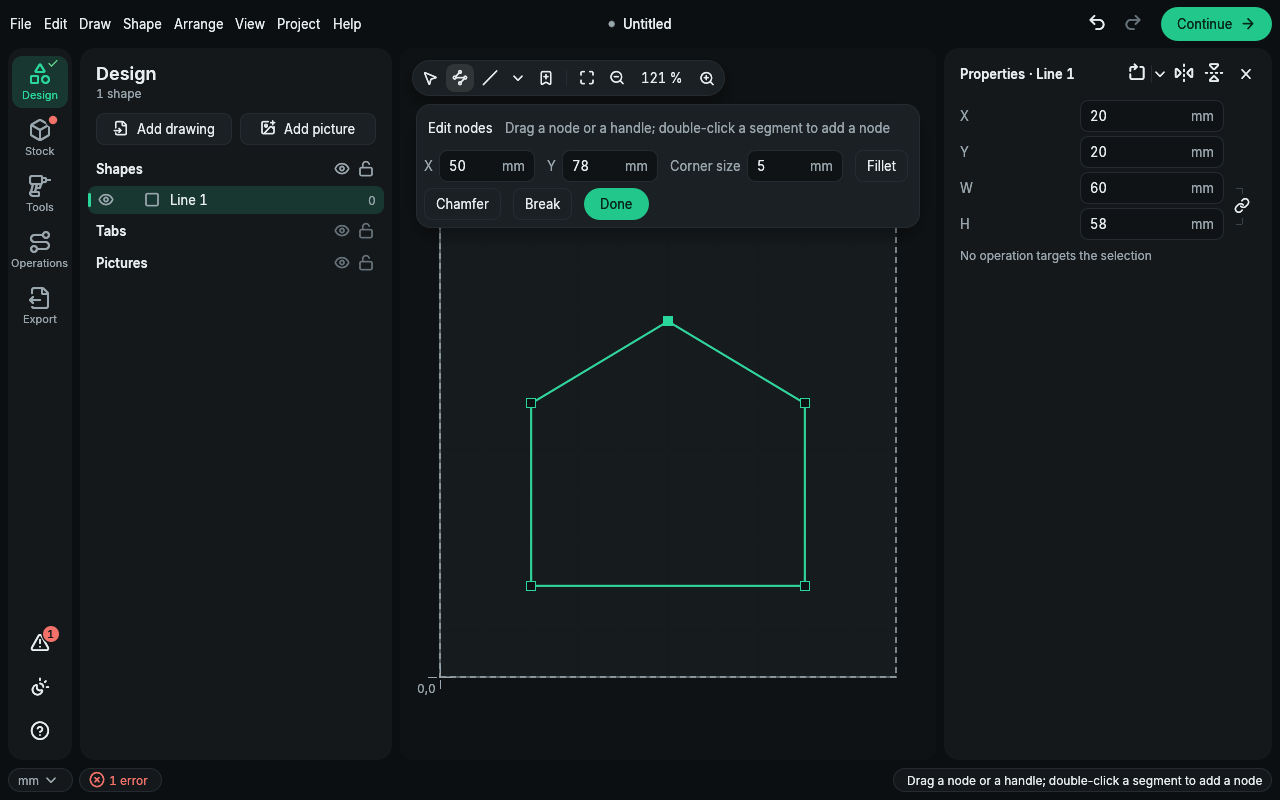 File Edit Draw Shape Arrange View Project Help
Untitled
Continue
Design
Stock
Tools
Operations
Export
1
Design
1 shape
Add drawing
Add picture
Shapes
Line 1 0
Tabs
Pictures
121 %
Edit nodes Drag a node or a handle; double-click a segment to add a node
X 50 mm Y 78 mm Corner size 5 mm Fillet
Chamfer Break Done
0,0
Properties · Line 1
X 20 mm
Y 20 mm
W 60 mm
H 58 mm
No operation targets the selection
mm
1 error
Drag a node or a handle; double-click a segment to add a node